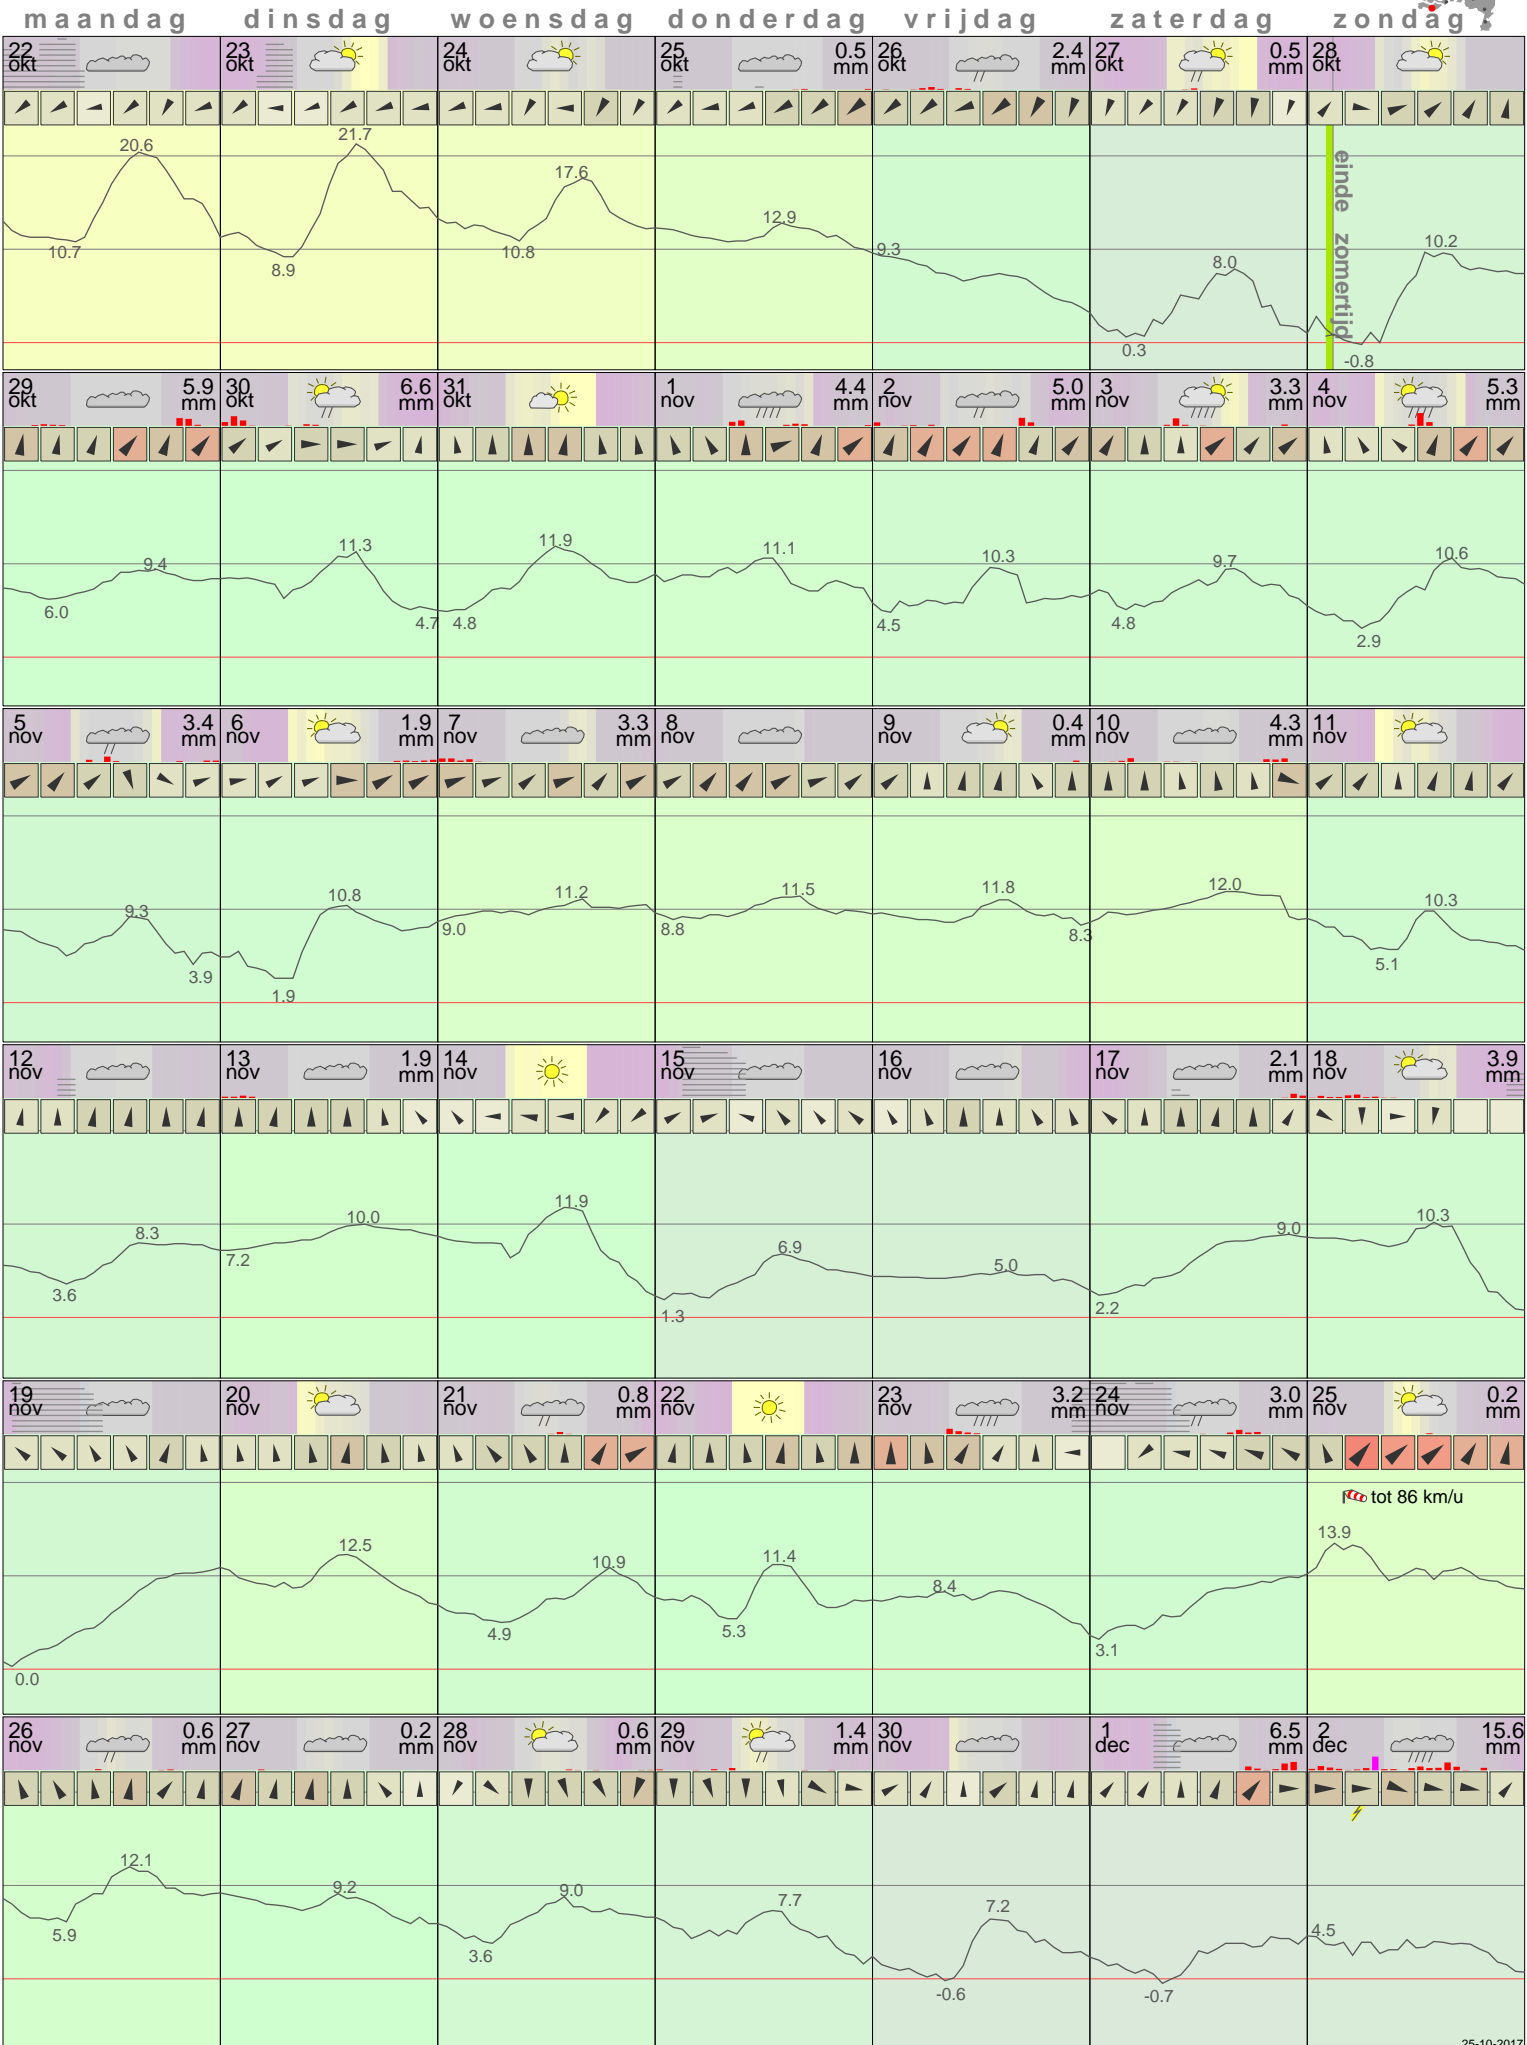 maandag dinsdag woensdag donderdag vrijdag zaterdag zondag
22 23 24 25 0.5 26 2.4 27 0.5 28
okt okt okt okt mm okt mm okt mm okt
20.6 21.7 17.6 12.9 9.3 8.0 10.2
10.7 8.9 10.8 0.3 -0.8
einde zomertijd
29 5.9 30 6.6 31 1 4.4 2 5.0 3 3.3 4 5.3
okt mm okt mm okt nov mm nov mm nov mm nov mm
9.4 11.3 11.9 11.1 10.3 9.7 10.6
6.0 4.7 4.8 4.5 4.8 2.9
5 3.4 6 1.9 7 3.3 8 9 0.4 10 4.3 11
nov mm nov mm nov mm nov nov mm nov mm nov
9.3 10.8 11.2 11.5 11.8 12.0 10.3
3.9 1.9 9.0 8.8 8.3 5.1
12 13 1.9 14 15 16 17 2.1 18 3.9
nov nov mm nov nov nov nov mm nov mm
8.3 10.0 11.9 6.9 5.0 9.0 10.3
3.6 7.2 1.3 2.2
19 20 21 0.8 22 23 3.2 24 3.0 25 0.2
nov nov nov mm nov nov mm nov mm nov mm
tot 86 km/u
12.5 10.9 11.4 8.4 13.9
0.0 4.9 5.3 3.1
26 0.6 27 0.2 28 0.6 29 1.4 30 1 6.5 2 15.6
nov mm nov mm nov mm nov mm nov dec mm dec mm
12.1 9.2 9.0 7.7 7.2 4.5
5.9 3.6 -0.6 -0.7
25-10-2017